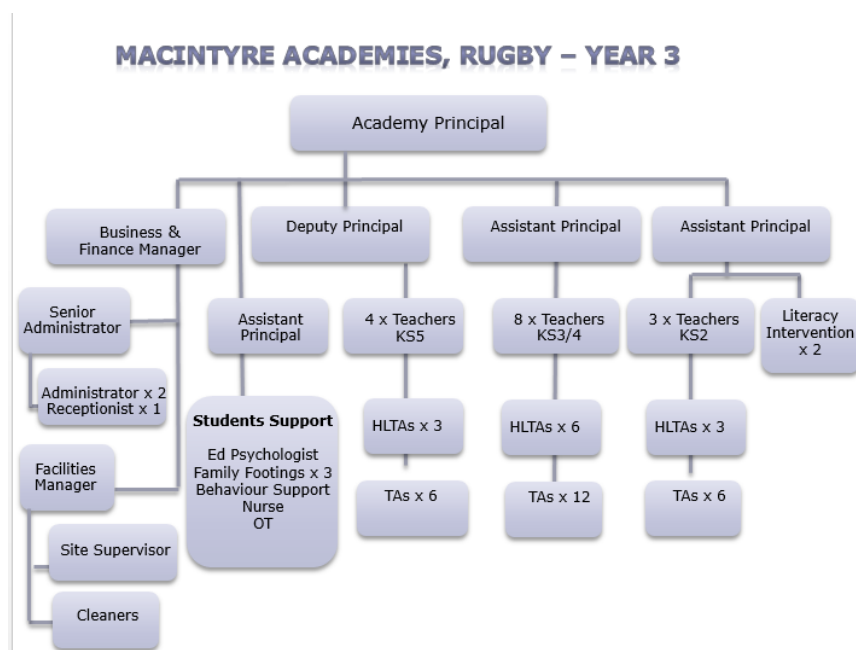 MACINTYRE ACADEMIES, RUGBY – YEAR 3
Academy Principal
Business &
Finance Manager
Deputy Principal
Assistant Principal
Assistant Principal
Senior
Administrator
Assistant
Principal
4 x Teachers
KS5
8 x Teachers
KS3/4
3 x Teachers
KS2
Literacy
Intervention
x 2
Administrator x 2
Receptionist x 1
Students Support
Ed Psychologist
Family Footings x 3
Behaviour Support
Nurse
OT
HLTAs x 3
HLTAs x 6
HLTAs x 3
Facilities
Manager
TAs x 6
TAs x 12
TAs x 6
Site Supervisor
Cleaners